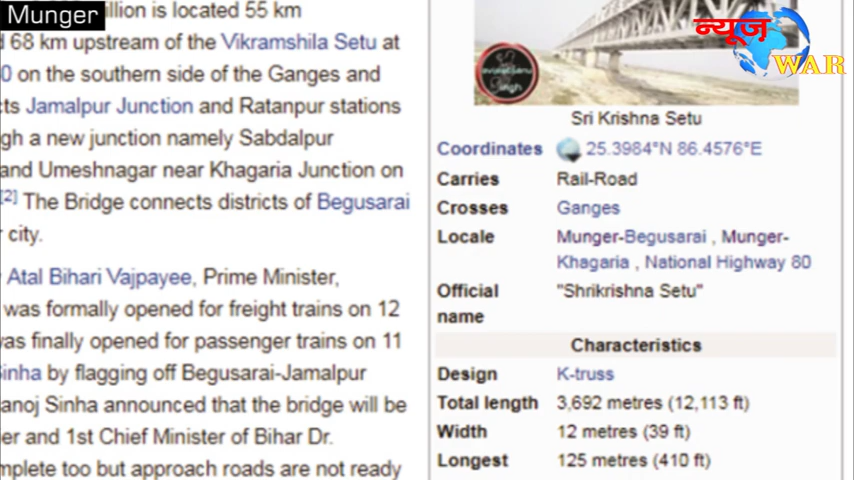 Munger
न्यूज़
WAR
illion is located 55 km
68 km upstream of the Vikramshila Setu at
0 on the southern side of the Ganges and
cts Jamalpur Junction and Ratanpur stations
gh a new junction namely Sabdalpur
and Umeshnagar near Khagaria Junction on
[2] The Bridge connects districts of Begusarai
city.
Atal Bihari Vajpayee, Prime Minister,
was formally opened for freight trains on 12
was finally opened for passenger trains on 11
Sinha by flagging off Begusarai-Jamalpur
anoj Sinha announced that the bridge will be
er and 1st Chief Minister of Bihar Dr.
mplete too but approach roads are not ready
Sri Krishna Setu
Coordinates 25.3984°N 86.4576°E
Carries Rail-Road
Crosses Ganges
Locale Munger-Begusarai , Munger-
Khagaria , National Highway 80
Official "Shrikrishna Setu"
name
Characteristics
Design K-truss
Total length 3,692 metres (12,113 ft)
Width 12 metres (39 ft)
Longest 125 metres (410 ft)